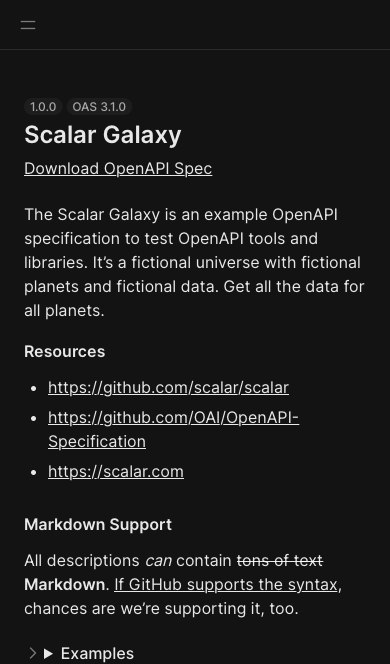 1.0.0 OAS 3.1.0
Scalar Galaxy
Download OpenAPI Spec
The Scalar Galaxy is an example OpenAPI
specification to test OpenAPI tools and
libraries. It’s a fictional universe with fictional
planets and fictional data. Get all the data for
all planets.
Resources
https://github.com/scalar/scalar
https://github.com/OAI/OpenAPI-
Specification
https://scalar.com
Markdown Support
All descriptions can contain tons of text
Markdown. If GitHub supports the syntax,
chances are we’re supporting it, too.
Examples